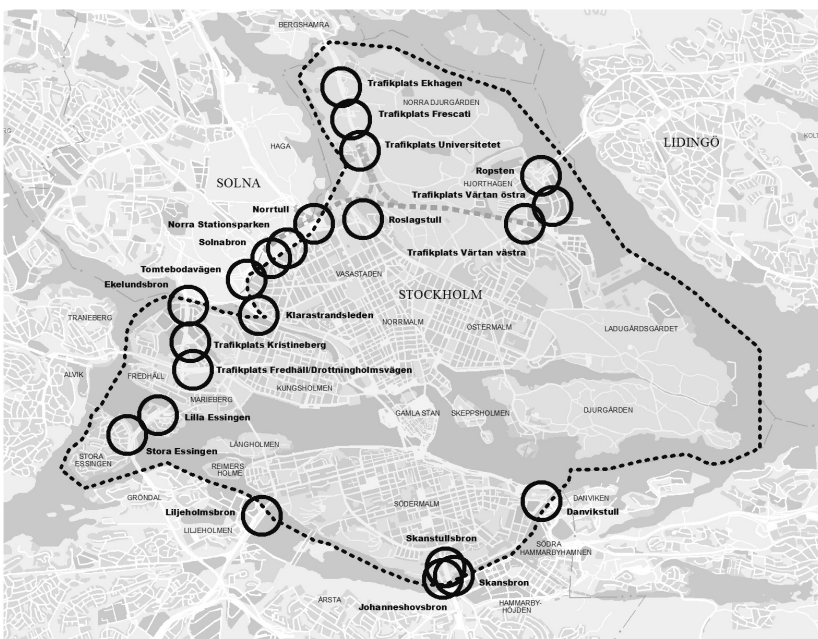 BERGSHAMRA
Trafikplats Ekhagen
NORRA DJURGÅRDEN
Trafikplats Frescati
HAGA
Trafikplats Universitetet
LIDINGÖ
Ropsten
SOLNA
HJORTHAGEN
Trafikplats Värtan östra
Norrtull
Norra Stationsparken
Roslagstull
Solnabron
Trafikplats Värtan västra
Tomtebodavägen
VASASTADEN
Ekelundsbron
STOCKHOLM
TRANEBERG
Klarastrandsleden
NORRMALM
ÖSTERMALM
LADUGÅRDSGÄRDET
Trafikplats Kristineberg
ALVIK
FREDHÄLL
Trafikplats Fredhäll/Drottningholmsvägen
KUNGSHOLMEN
MARIEBERG
Lilla Essingen
GAMLA STAN
SKEPPSHOLMEN
DJURGÅRDEN
LÅNGHOLMEN
Stora Essingen
STORA
ESSINGEN
REIMERS
HOLME
GRÖNDAL
SÖDERMALM
DANVIKEN
Liljeholmsbron
Danvikstull
LILJEHOLMEN
Skanstullsbron
SÖDRA
HAMMARBYHAMNEN
Skansbron
ÅRSTA
Johanneshovsbron
HAMMARBY-
HÖJDEN